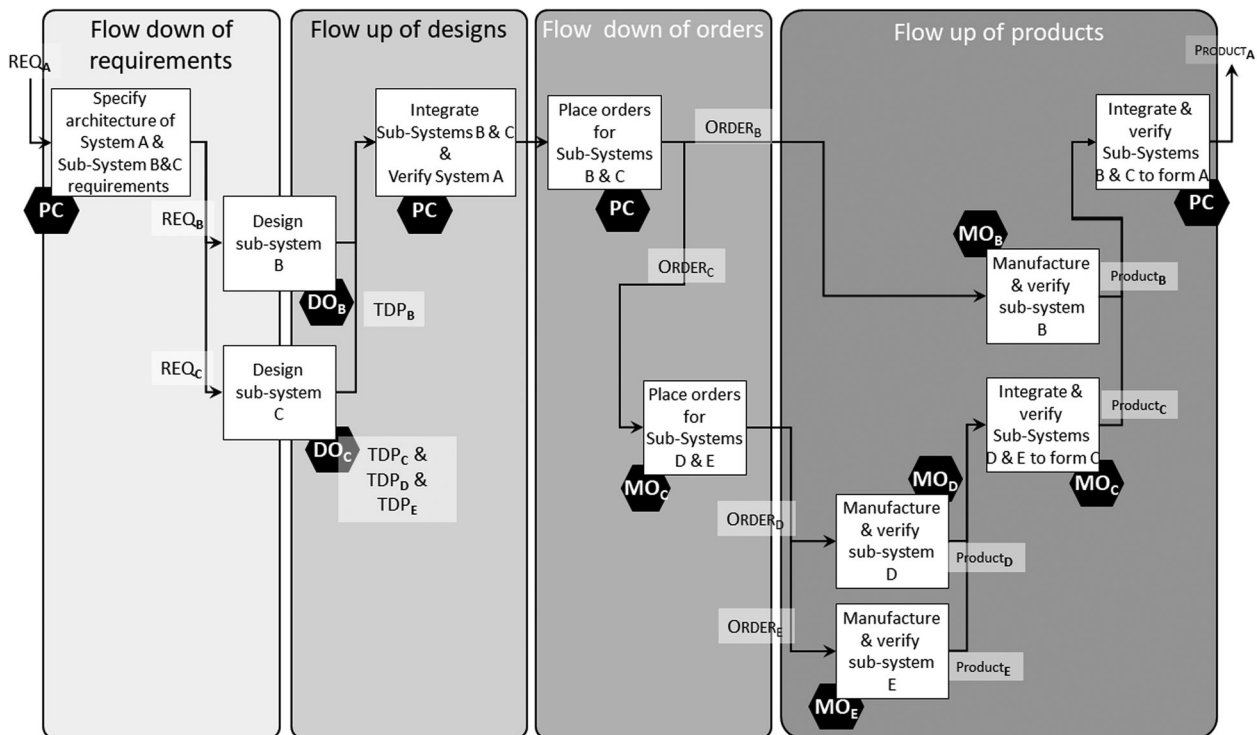 Flow down of
requirements
Flow up of designs
Flow down of orders
Flow up of products
REQA
PRODUCTA
Specify
architecture of
System A &
Sub-System B&C
requirements
PC
Integrate
Sub-Systems B & C
&
Verify System A
PC
Place orders
for
Sub-Systems
B & C
PC
ORDERB
Integrate &
verify
Sub-Systems
B & C to form A
PC
REQB
Design
sub-system
B
DOB
TDPB
ORDERC
MOB
Manufacture
& verify
sub-system
B
ProductB
REQC
Design
sub-system
C
DOC
TDPC &
TDPD &
TDPE
Place orders
for
Sub-Systems
D & E
MOC
Integrate &
verify
Sub-Systems
D & E to form C
MOC
ProductC
ORDERD
MOD
Manufacture
& verify
sub-system
D
ProductD
ORDERE
Manufacture
& verify
sub-system
E
MOE
ProductE